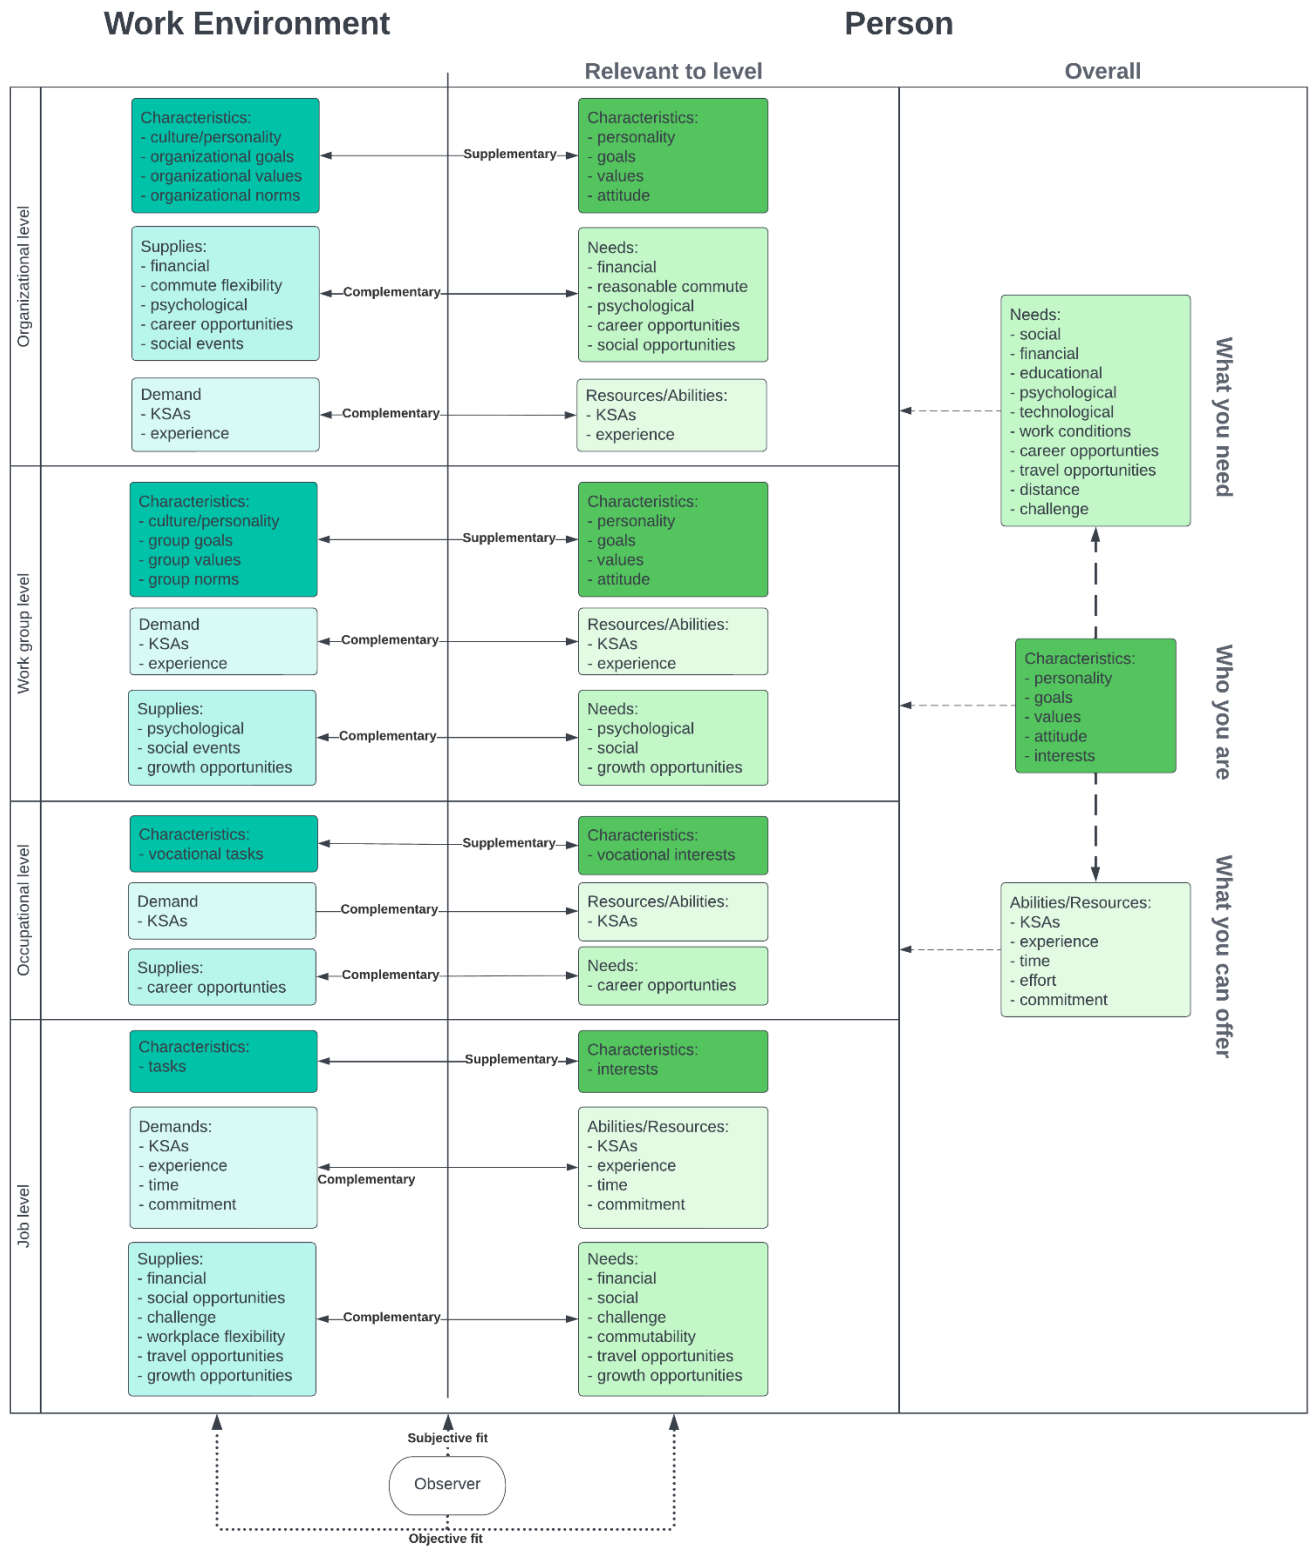 Work Environment
Person
Relevant to level
Overall
Organizational level
Characteristics:
- culture/personality
- organizational goals
- organizational values
- organizational norms
Supplementary
Characteristics:
- personality
- goals
- values
- attitude
Supplies:
- financial
- commute flexibility
- psychological
- career opportunities
- social events
Complementary
Needs:
- financial
- reasonable commute
- psychological
- career opportunities
- social opportunities
Demand
- KSAs
- experience
Complementary
Resources/Abilities:
- KSAs
- experience
Work group level
Characteristics:
- culture/personality
- group goals
- group values
- group norms
Supplementary
Characteristics:
- personality
- goals
- values
- attitude
Demand
- KSAs
- experience
Complementary
Resources/Abilities:
- KSAs
- experience
Supplies:
- psychological
- social events
- growth opportunities
Complementary
Needs:
- psychological
- social
- growth opportunities
Occupational level
Characteristics:
- vocational tasks
Supplementary
Characteristics:
- vocational interests
Demand
- KSAs
Complementary
Resources/Abilities:
- KSAs
Supplies:
- career opportunties
Complementary
Needs:
- career opportunties
Job level
Characteristics:
- tasks
Supplementary
Characteristics:
- interests
Demands:
- KSAs
- experience
- time
- commitment
Complementary
Abilities/Resources:
- KSAs
- experience
- time
- commitment
Supplies:
- financial
- social opportunities
- challenge
- workplace flexibility
- travel opportunities
- growth opportunities
Complementary
Needs:
- financial
- social
- challenge
- commutability
- travel opportunities
- growth opportunities
Needs:
- social
- financial
- educational
- psychological
- technological
- work conditions
- career opportunties
- travel opportunities
- distance
- challenge
What you need
Characteristics:
- personality
- goals
- values
- attitude
- interests
Who you are
Abilities/Resources:
- KSAs
- experience
- time
- effort
- commitment
What you can offer
Subjective fit
Observer
Objective fit